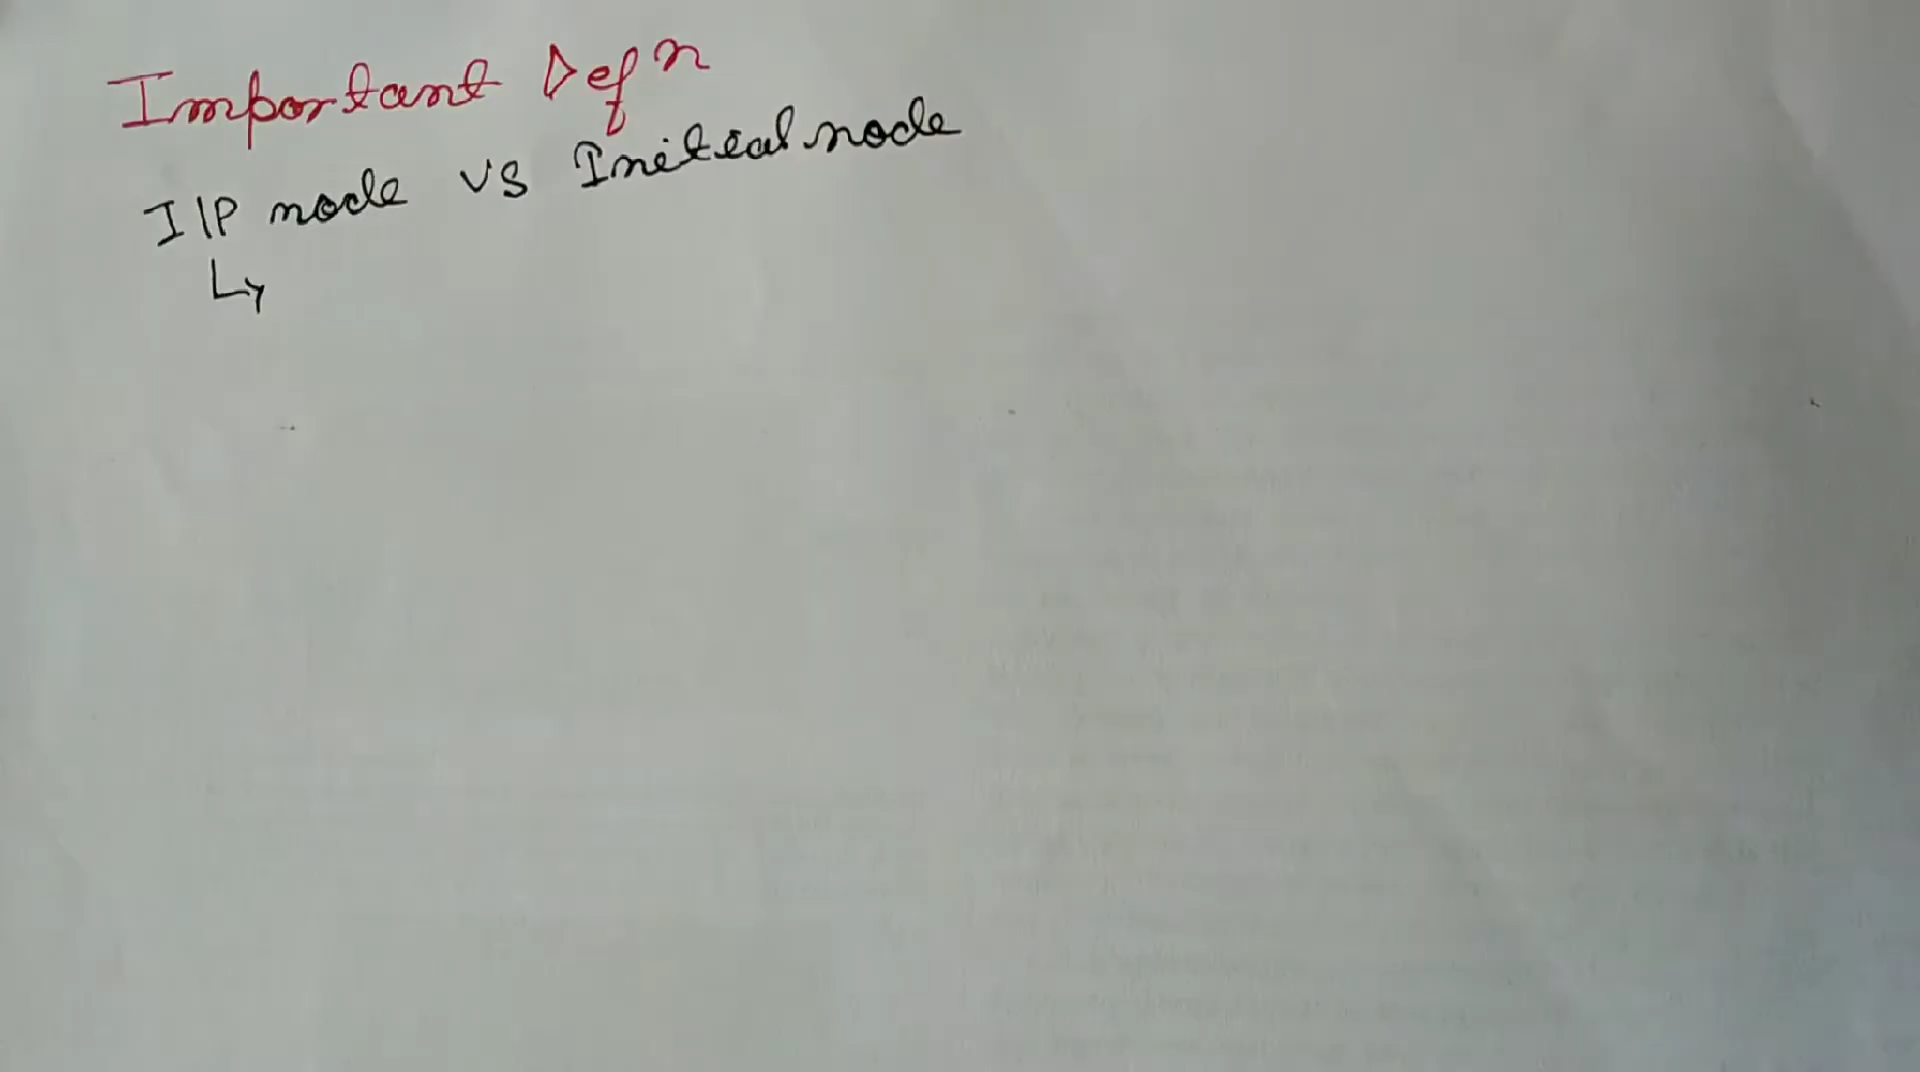 Important Defn
I/P node vs Initial node
↳